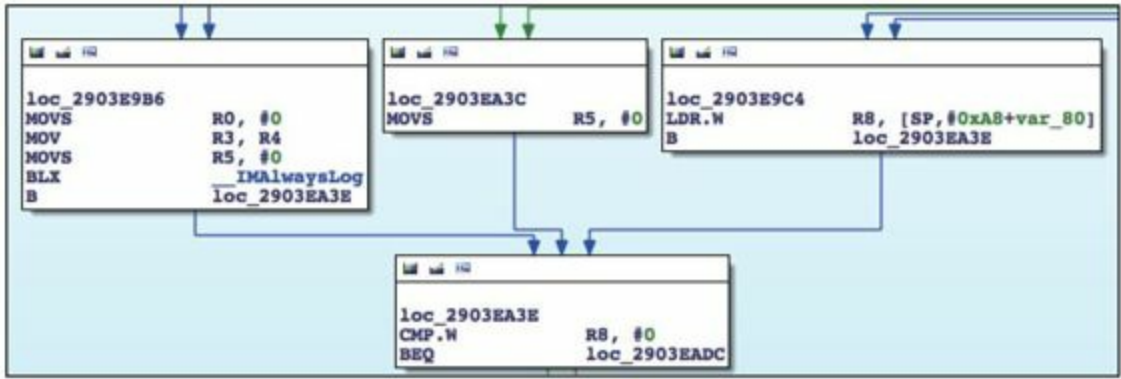 loc_2903E9B6
MOVS R0, #0
MOV R3, R4
MOVS R5, #0
BLX __IMAlwaysLog
B loc_2903EA3E
loc_2903EA3C
MOVS R5, #0
loc_2903E9C4
LDR.W R8, [SP,#0xA8+var_80]
B loc_2903EA3E
loc_2903EA3E
CMP.W R8, #0
BEQ loc_2903EADC